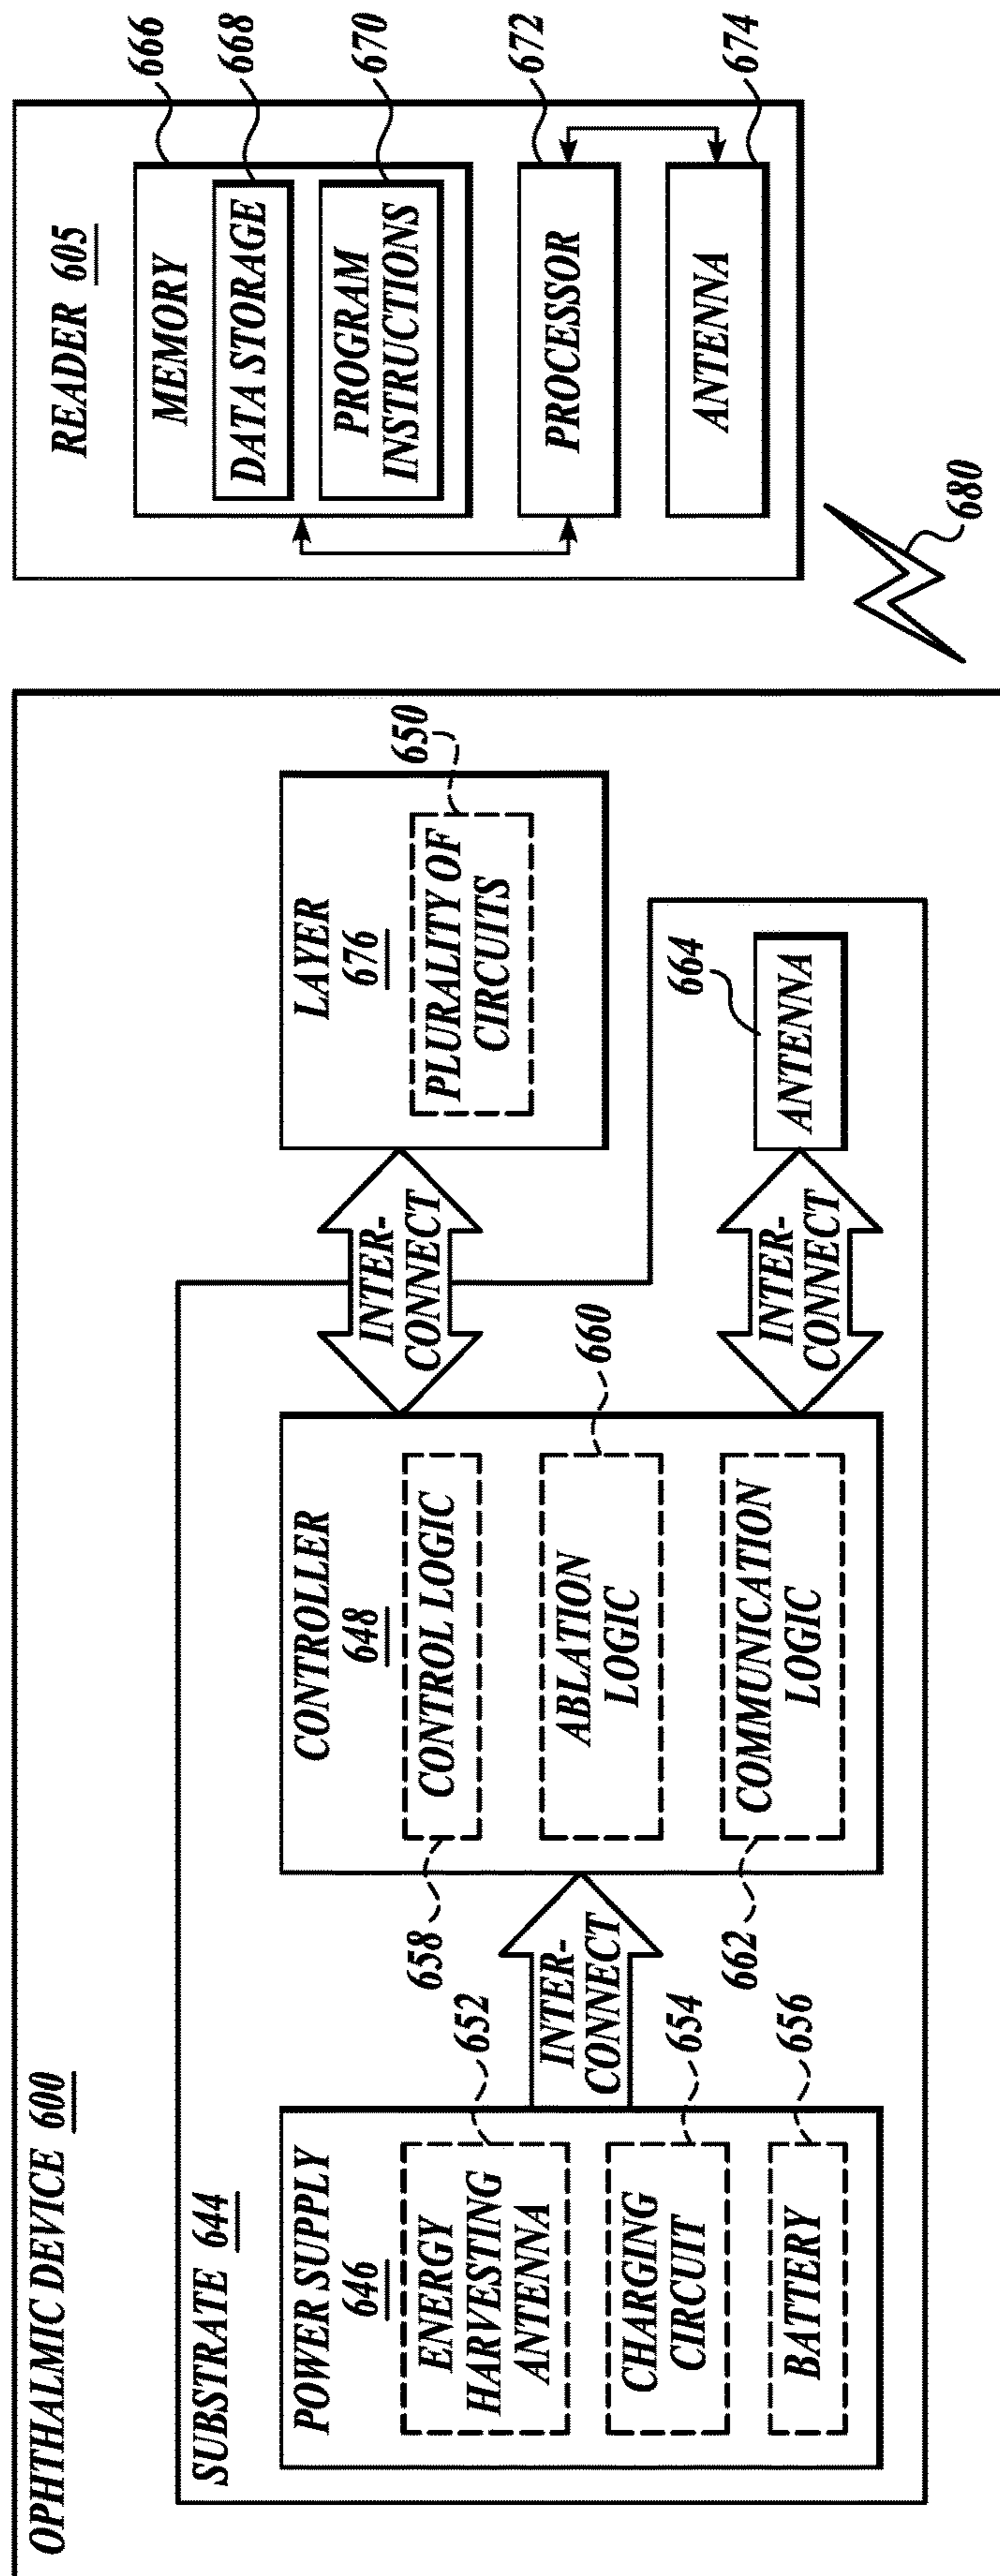 OPHTHALMIC DEVICE 600
SUBSTRATE 644
POWER SUPPLY
646
ENERGY
HARVESTING
ANTENNA
652
CHARGING
CIRCUIT
654
BATTERY
656
INTER-
CONNECT
CONTROLLER
648
CONTROL LOGIC
658
ABLATION
LOGIC
660
COMMUNICATION
LOGIC
662
INTER-
CONNECT
INTER-
CONNECT
LAYER
676
PLURALITY OF
CIRCUITS
650
664
ANTENNA
READER 605
MEMORY
666
DATA STORAGE
668
PROGRAM
INSTRUCTIONS
670
PROCESSOR
672
ANTENNA
674
680